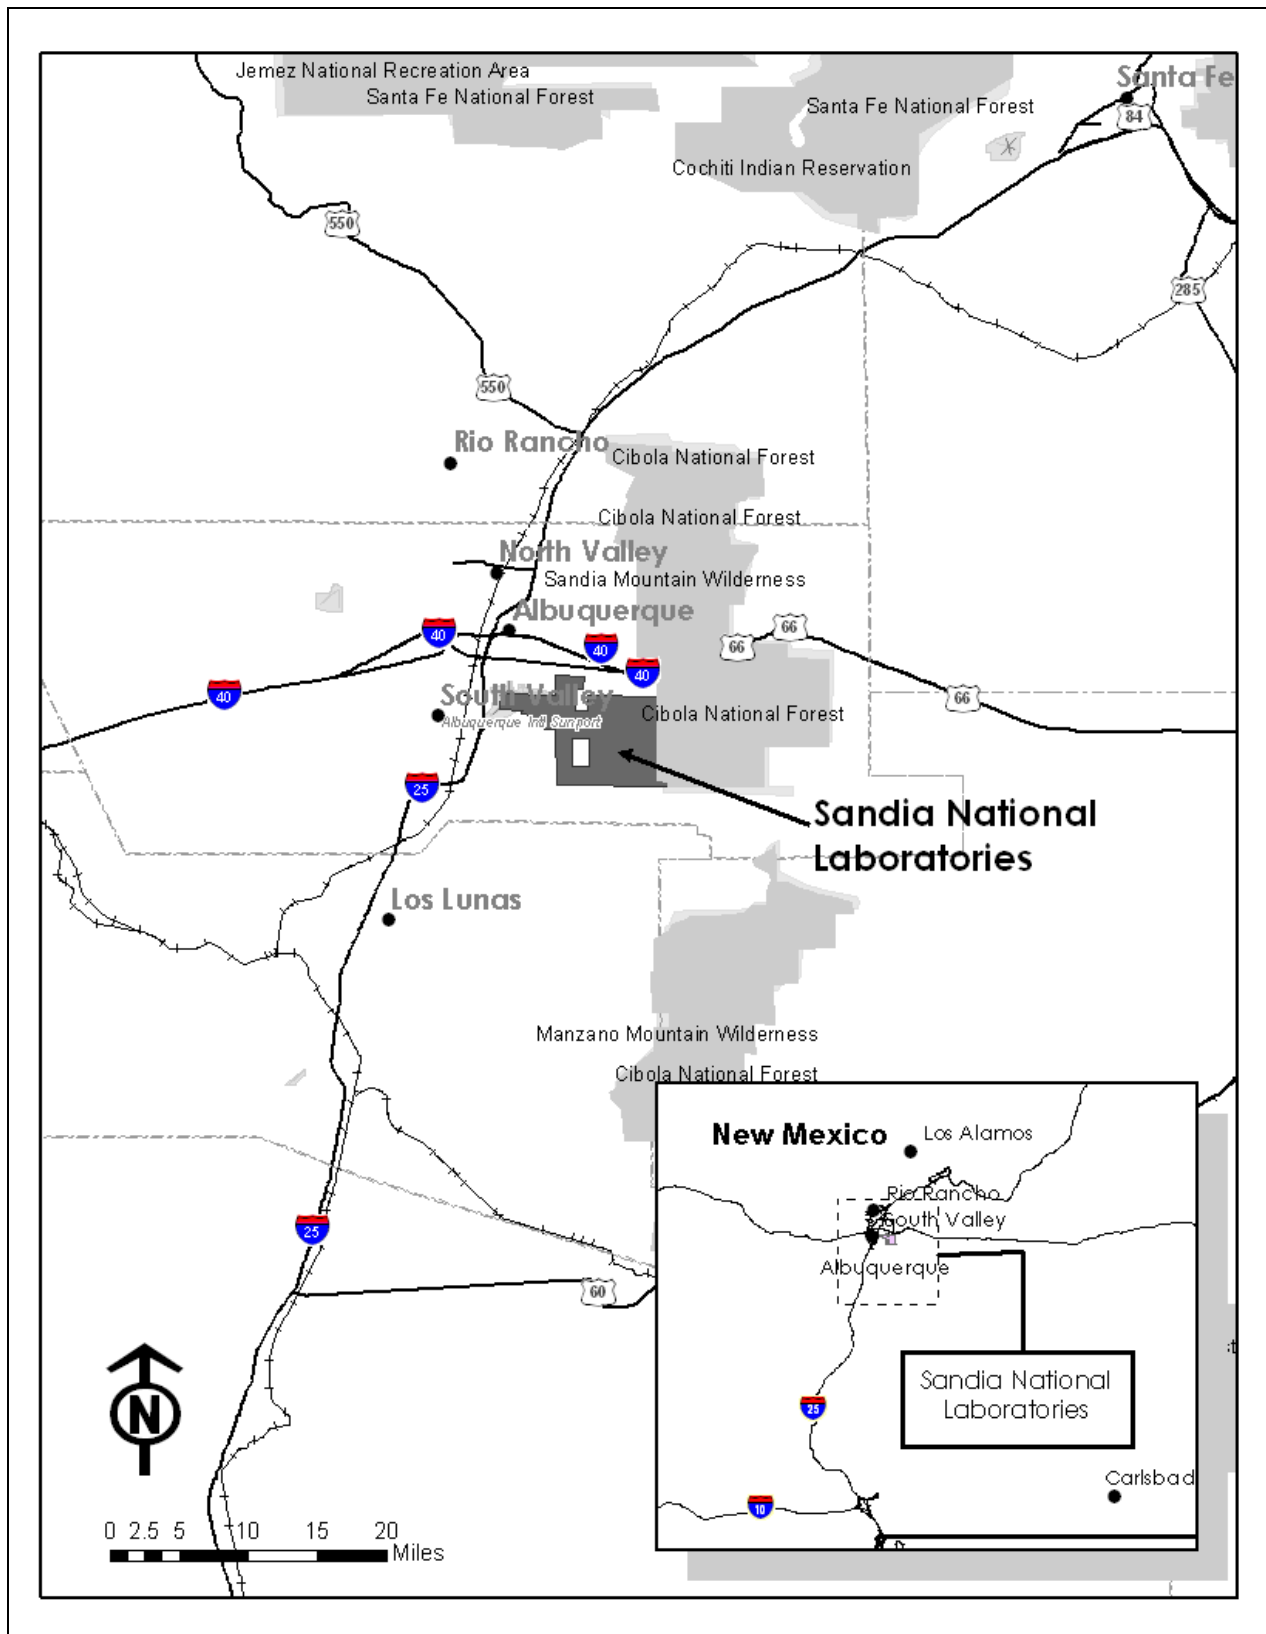 Jemez National Recreation Area
Santa Fe National Forest
Santa Fe
Santa Fe National Forest
84
Cochiti Indian Reservation
550
285
550
Rio Rancho
Cibola National Forest
Cibola National Forest
North Valley
Sandia Mountain Wilderness
Albuquerque
40
40
66
66
40
40
66
South Valley
Albuquerque Intl Sunport
Cibola National Forest
25
Sandia National
Laboratories
Los Lunas
Manzano Mountain Wilderness
Cibola National Forest
New Mexico
Los Alamos
Rio Rancho
South Valley
Albuquerque
25
60
Sandia National
Laboratories
25
N
Carlsbad
10
0 2.5 5 10 15 20
Miles